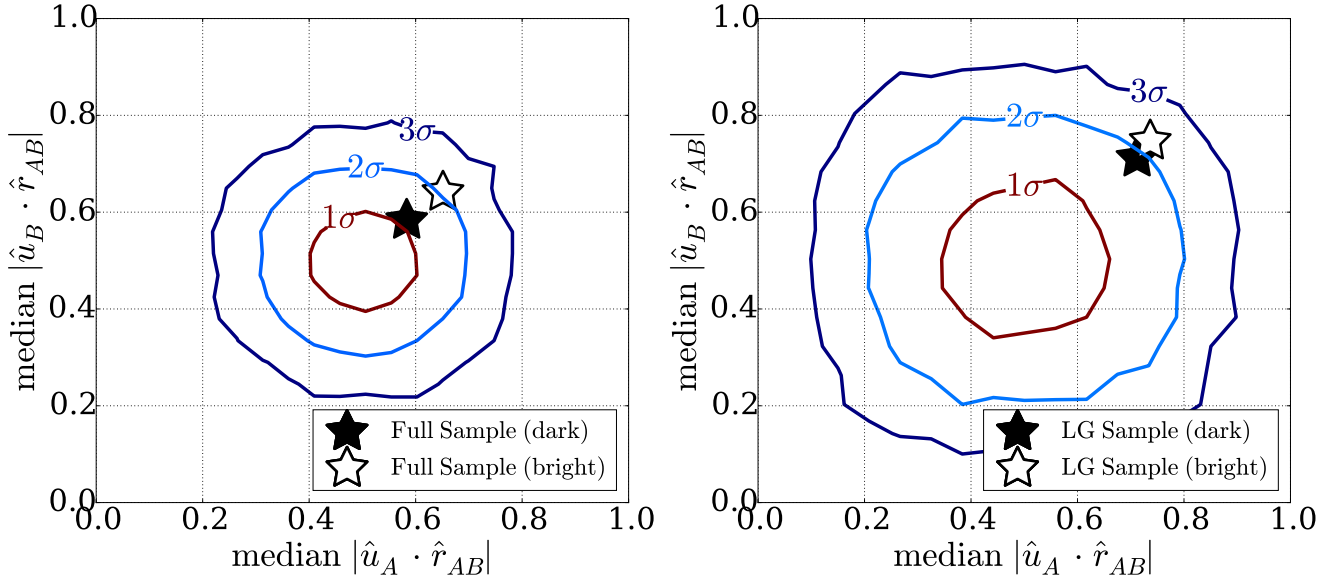 1.0
0.8
0.6
0.4
0.2
0.0
median |û_B · r̂_AB|
3σ
2σ
1σ
Full Sample (dark)
Full Sample (bright)
0.0 0.2 0.4 0.6 0.8 1.0
median |û_A · r̂_AB|
1.0
0.8
0.6
0.4
0.2
0.0
median |û_B · r̂_AB|
3σ
2σ
1σ
LG Sample (dark)
LG Sample (bright)
0.0 0.2 0.4 0.6 0.8 1.0
median |û_A · r̂_AB|